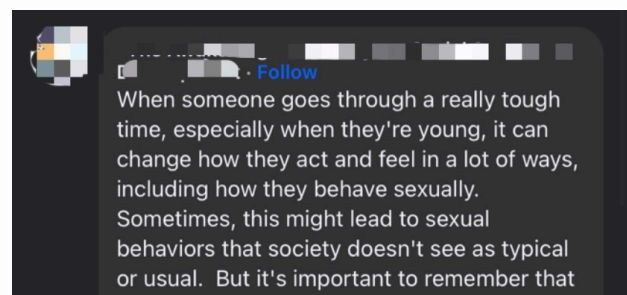 · Follow
When someone goes through a really tough
time, especially when they're young, it can
change how they act and feel in a lot of ways,
including how they behave sexually.
Sometimes, this might lead to sexual
behaviors that society doesn't see as typical
or usual.  But it's important to remember that